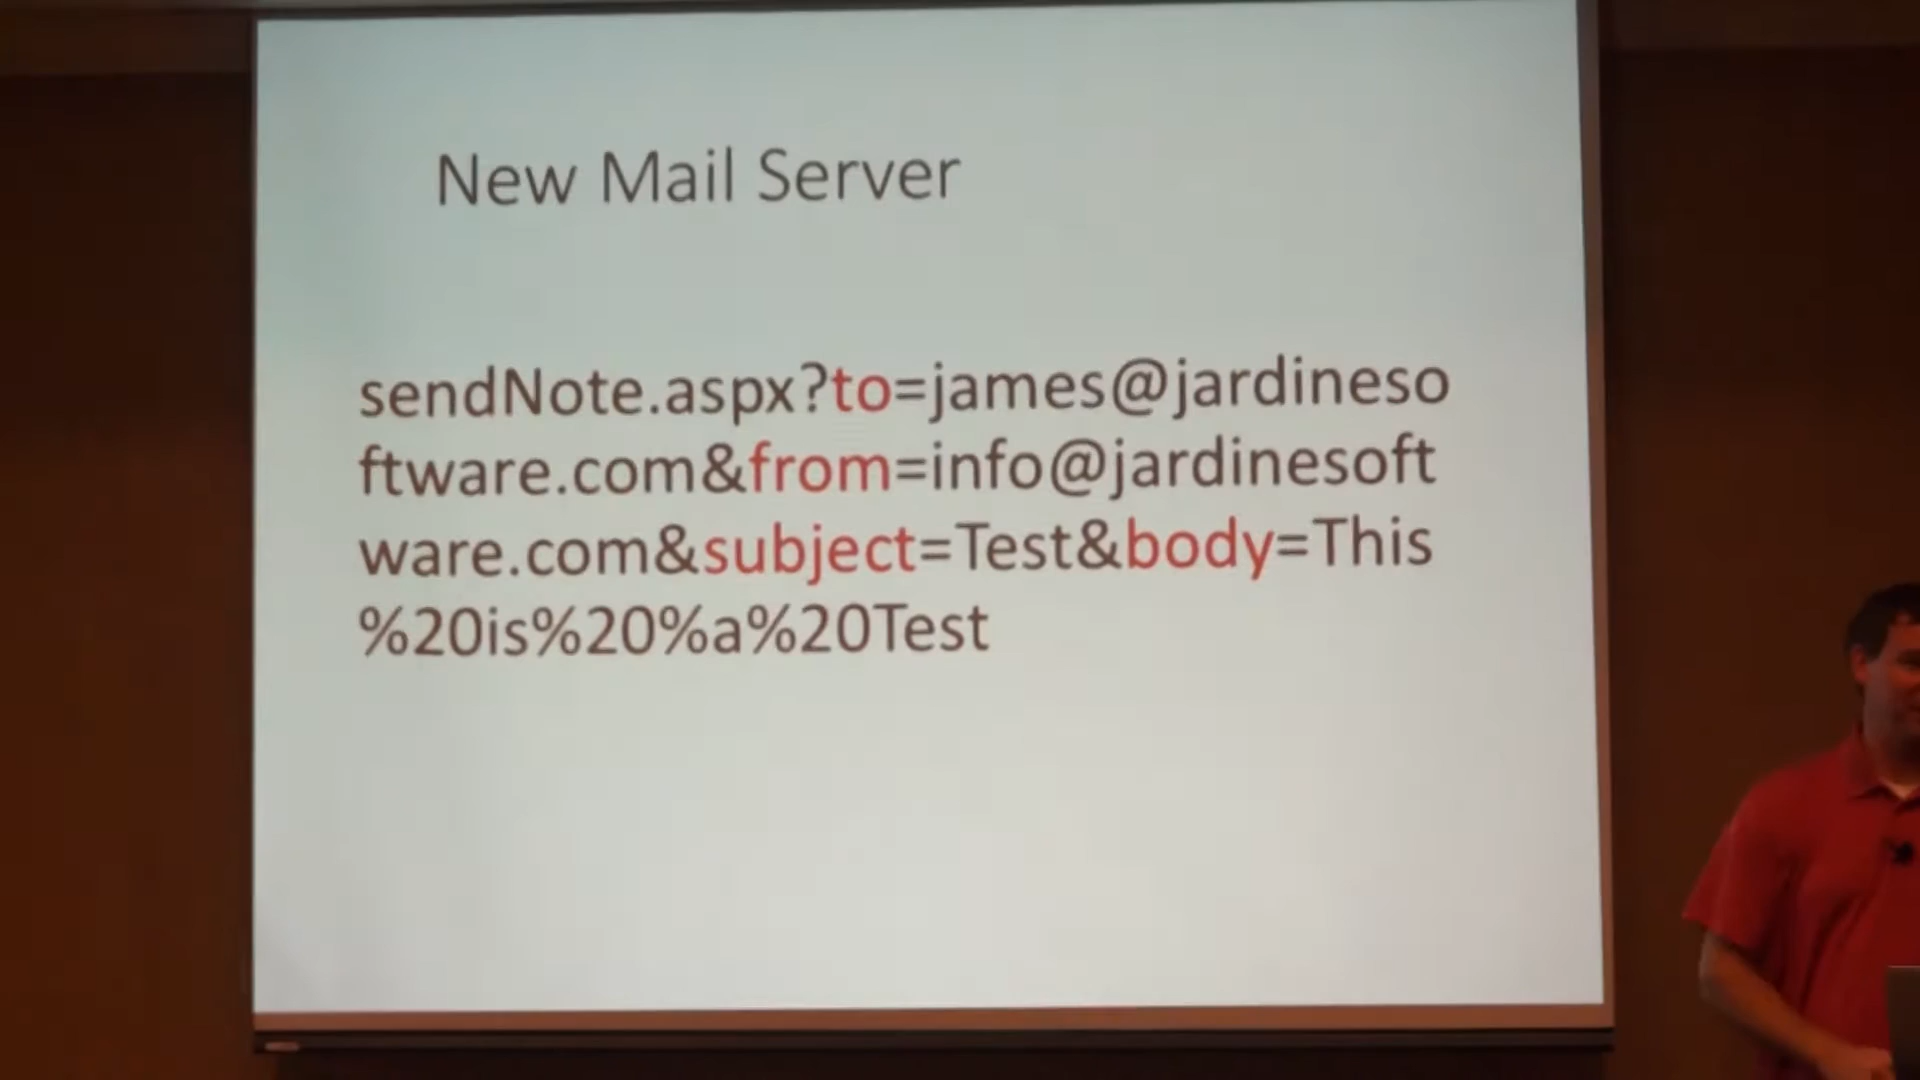 New Mail Server
sendNote.aspx?to=james@jardineso
ftware.com&from=info@jardinesoft
ware.com&subject=Test&body=This
%20is%20%a%20Test